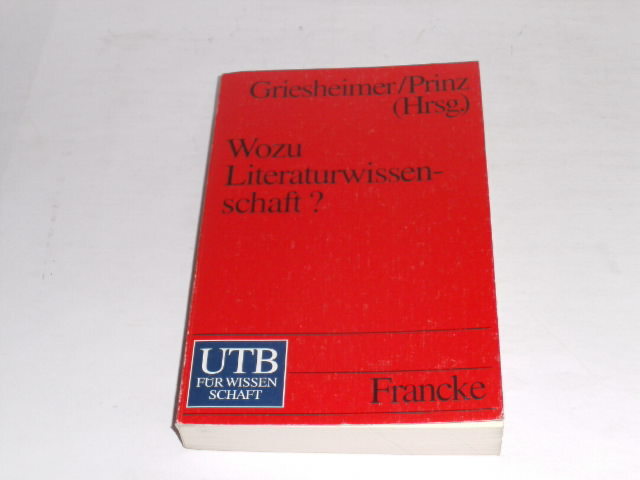 Griesheimer/Prinz
(Hrsg.)
Wozu
Literaturwissen-
schaft?
UTB
FÜR WISSEN
SCHAFT
Francke